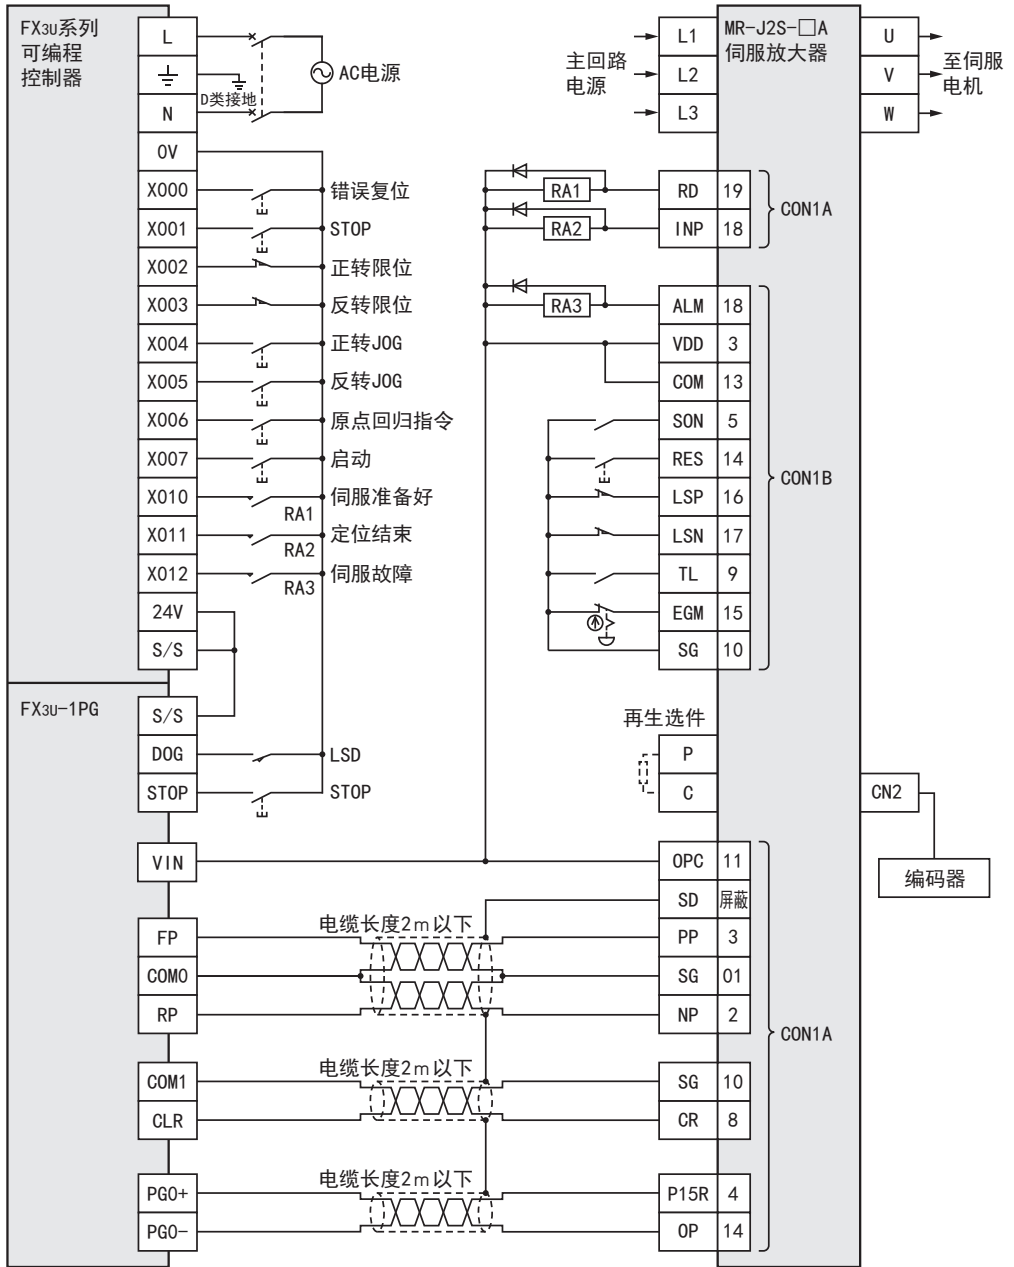 FX3U系列
可编程
控制器
L
N
D类接地
AC电源
0V
X000 错误复位
X001 STOP
X002 正转限位
X003 反转限位
X004 正转JOG
X005 反转JOG
X006 原点回归指令
X007 启动
X010 RA1 伺服准备好
X011 RA2 定位结束
X012 RA3 伺服故障
24V
S/S
FX3U-1PG
S/S
DOG LSD
STOP STOP
VIN
FP
COM0
RP
电缆长度2m以下
COM1
CLR
电缆长度2m以下
PG0+
PG0-
电缆长度2m以下
主回路
电源
L1
L2
L3
MR-J2S-□A
伺服放大器
U
V
W
至伺服
电机
RA1 RD 19
RA2 INP 18
CON1A
RA3 ALM 18
VDD 3
COM 13
SON 5
RES 14
LSP 16
LSN 17
TL 9
EGM 15
SG 10
CON1B
再生选件
P
C
CN2
编码器
OPC 11
SD 屏蔽
PP 3
SG 01
NP 2
SG 10
CR 8
P15R 4
OP 14
CON1A